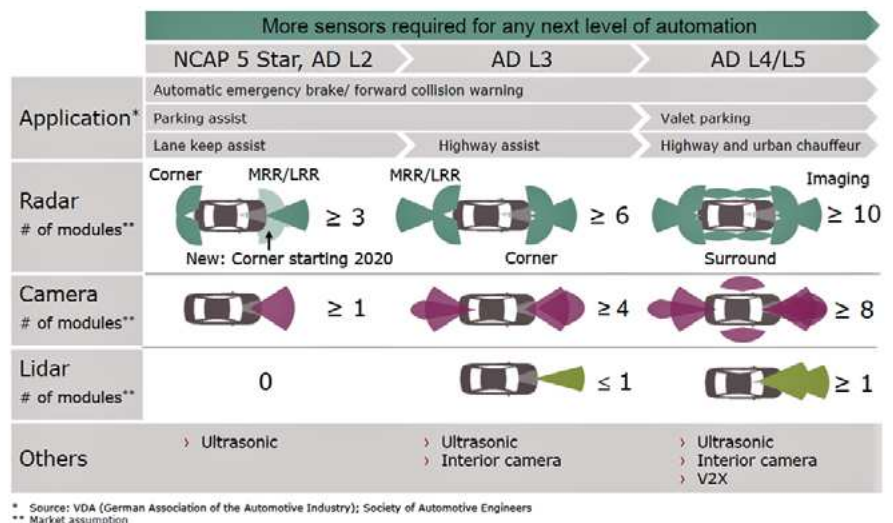 More sensors required for any next level of automation
NCAP 5 Star, AD L2
AD L3
AD L4/L5
Application*
Automatic emergency brake/ forward collision warning
Parking assist
Valet parking
Lane keep assist
Highway assist
Highway and urban chauffeur
Radar
# of modules**
Corner
MRR/LRR
≥ 3
New: Corner starting 2020
MRR/LRR
≥ 6
Corner
Imaging
≥ 10
Surround
Camera
# of modules**
≥ 1
≥ 4
≥ 8
Lidar
# of modules**
0
≤ 1
≥ 1
Others
› Ultrasonic
› Ultrasonic
› Interior camera
› Ultrasonic
› Interior camera
› V2X
* Source: VDA (German Association of the Automotive Industry); Society of Automotive Engineers
** Market assumption